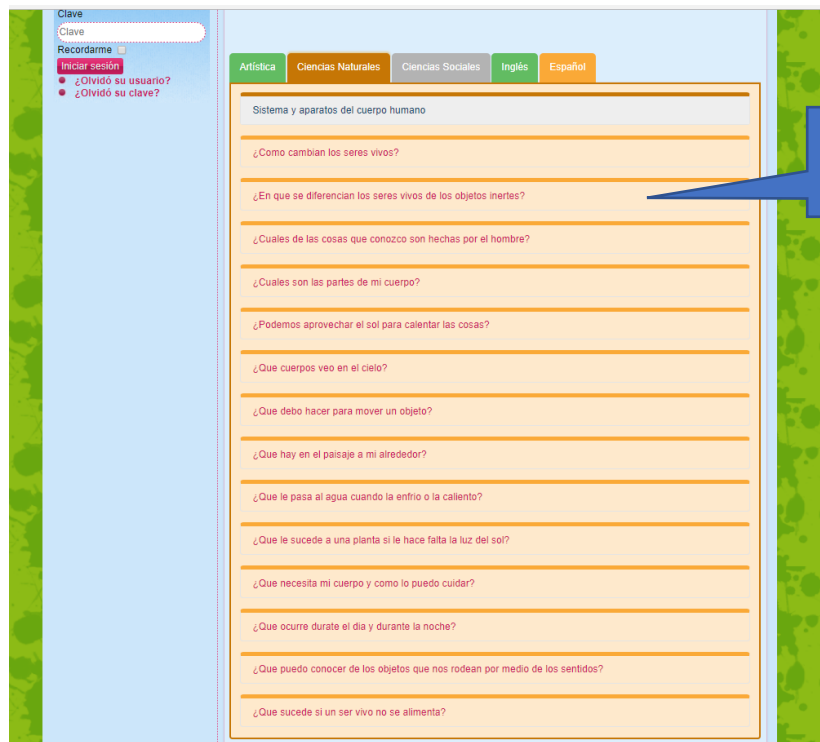 Clave
Clave
Recordarme
Iniciar sesión
¿Olvidó su usuario?
¿Olvidó su clave?
Artística Ciencias Naturales Ciencias Sociales Inglés Español
Sistema y aparatos del cuerpo humano
¿Como cambian los seres vivos?
¿En que se diferencian los seres vivos de los objetos inertes?
¿Cuales de las cosas que conozco son hechas por el hombre?
¿Cuales son las partes de mi cuerpo?
¿Podemos aprovechar el sol para calentar las cosas?
¿Que cuerpos veo en el cielo?
¿Que debo hacer para mover un objeto?
¿Que hay en el paisaje a mi alrededor?
¿Que le pasa al agua cuando la enfrio o la caliento?
¿Que le sucede a una planta si le hace falta la luz del sol?
¿Que necesita mi cuerpo y como lo puedo cuidar?
¿Que ocurre durate el dia y durante la noche?
¿Que puedo conocer de los objetos que nos rodean por medio de los sentidos?
¿Que sucede si un ser vivo no se alimenta?